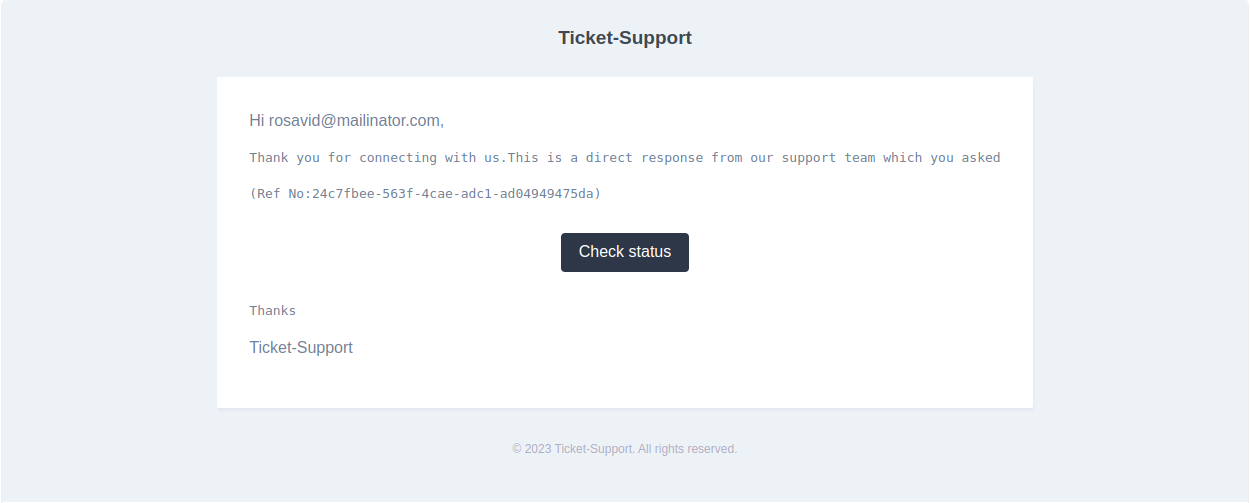 Ticket-Support
Hi rosavid@mailinator.com,
Thank you for connecting with us.This is a direct response from our support team which you asked
(Ref No:24c7fbee-563f-4cae-adc1-ad04949475da)
Check status
Thanks
Ticket-Support
© 2023 Ticket-Support. All rights reserved.